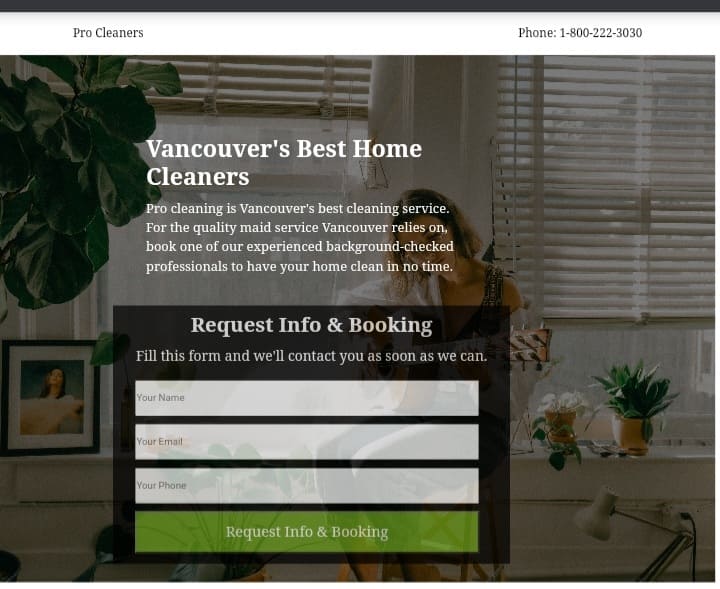 Pro Cleaners
Phone: 1-800-222-3030
Vancouver's Best Home
Cleaners
Pro cleaning is Vancouver's best cleaning service.
For the quality maid service Vancouver relies on,
book one of our experienced background-checked
professionals to have your home clean in no time.
Request Info & Booking
Fill this form and we'll contact you as soon as we can.
Your Name
Your Email
Your Phone
Request Info & Booking